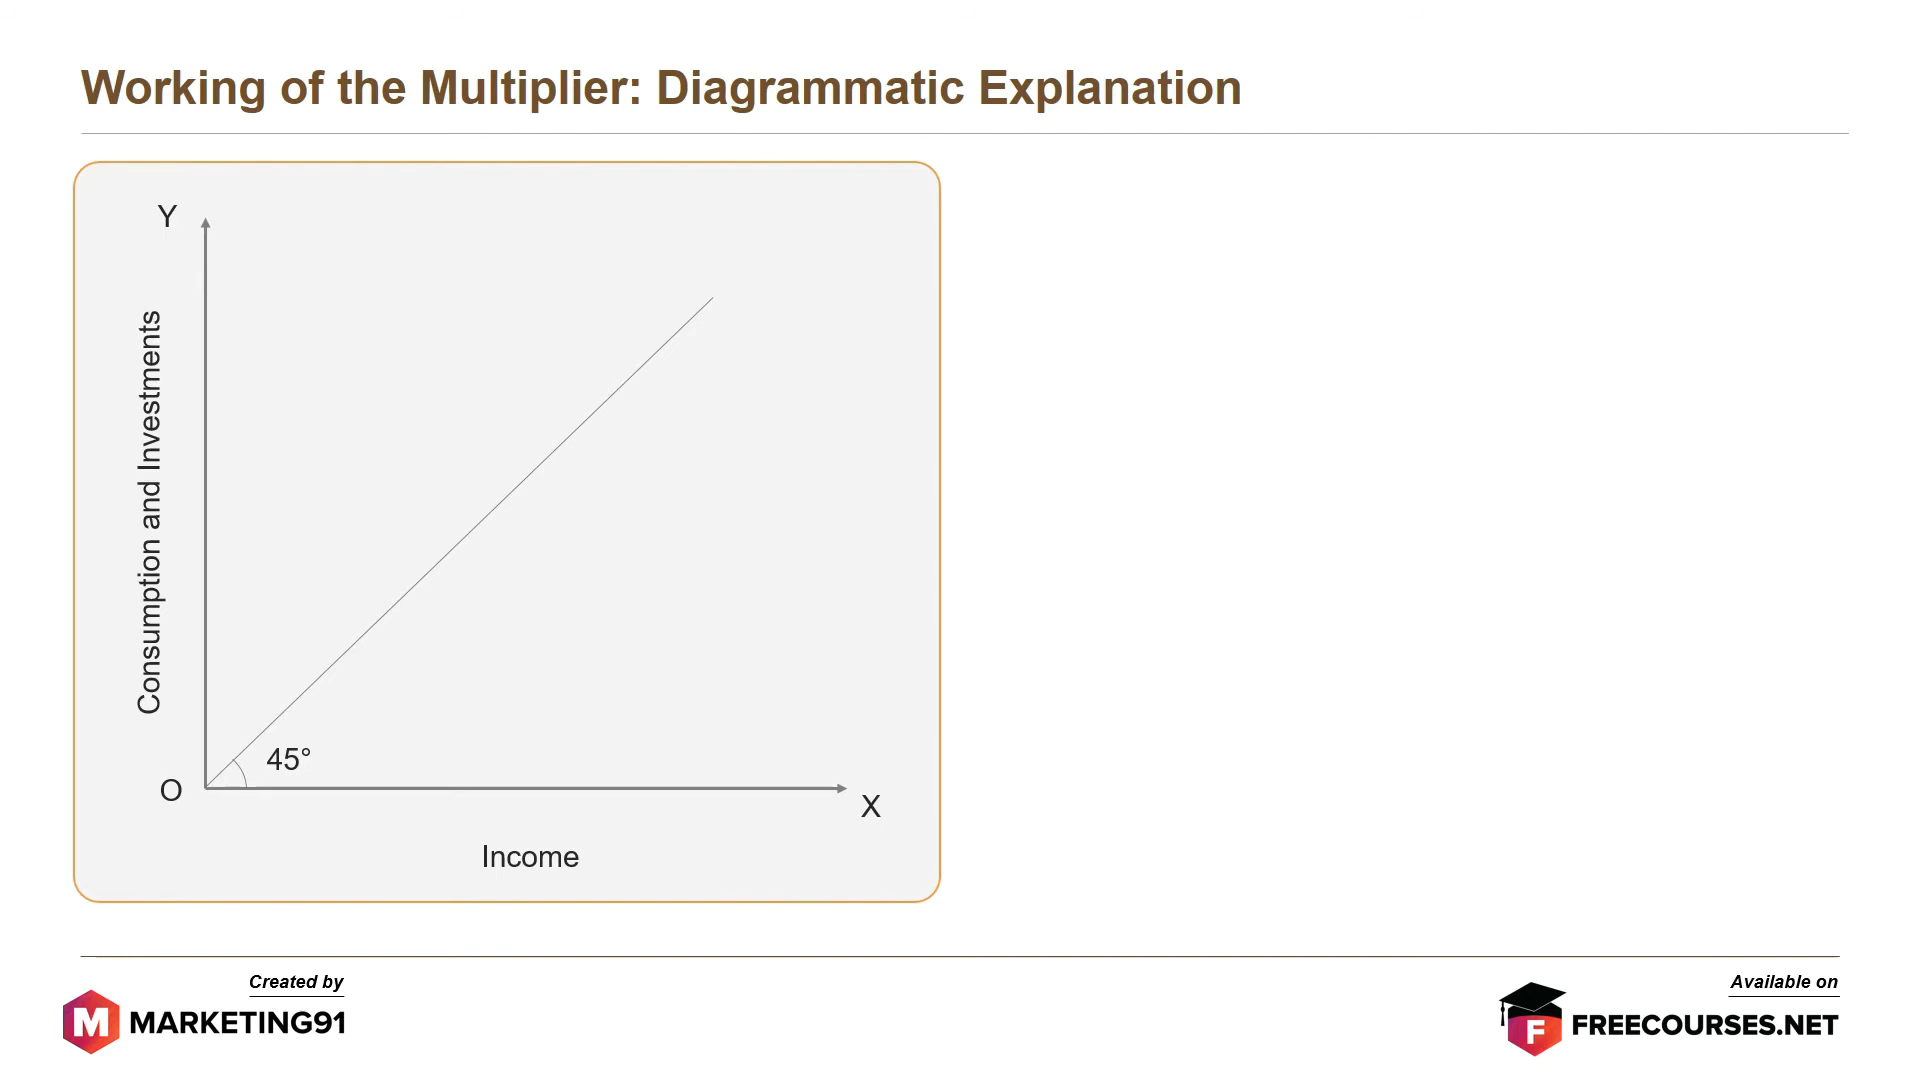 Working of the Multiplier: Diagrammatic Explanation
Y
Consumption and Investments
45°
O
X
Income
Created by
M MARKETING91
Available on
F FREECOURSES.NET